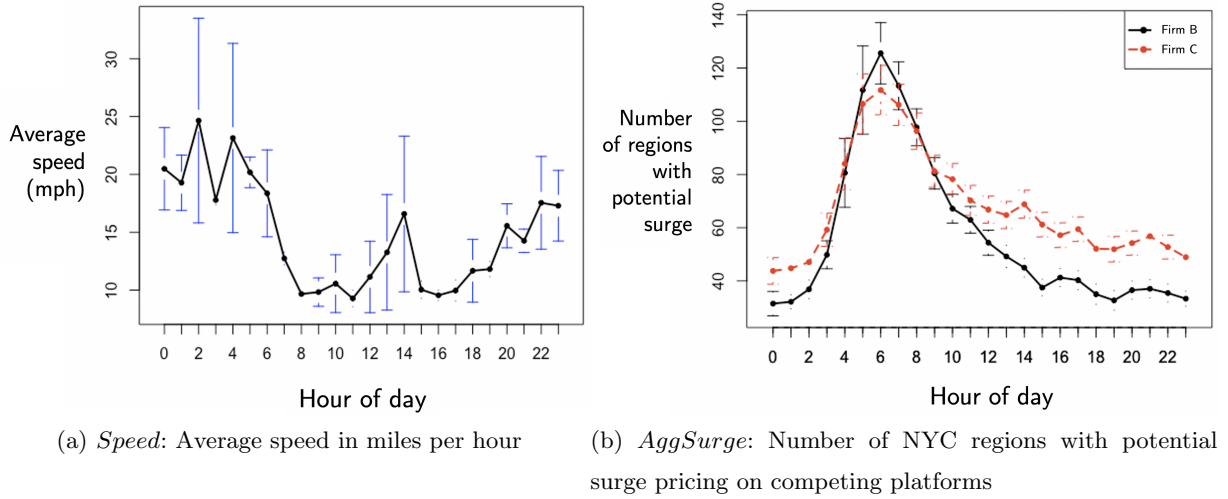 Average
speed
(mph)
30
25
20
15
10
0 2 4 6 8 10 12 14 16 18 20 22
Hour of day
(a) Speed: Average speed in miles per hour
Number
of regions
with
potential
surge
140
120
100
80
60
40
Firm B
Firm C
0 2 4 6 8 10 12 14 16 18 20 22
Hour of day
(b) AggSurge: Number of NYC regions with potential
surge pricing on competing platforms